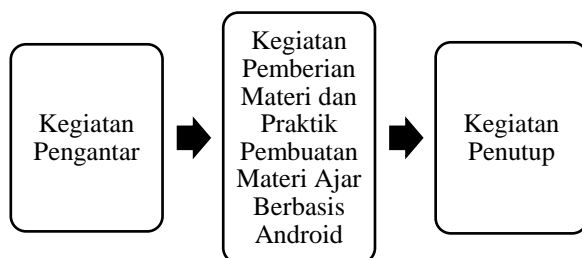 Kegiatan
Pengantar
Kegiatan
Pemberian
Materi dan
Praktik
Pembuatan
Materi Ajar
Berbasis
Android
Kegiatan
Penutup